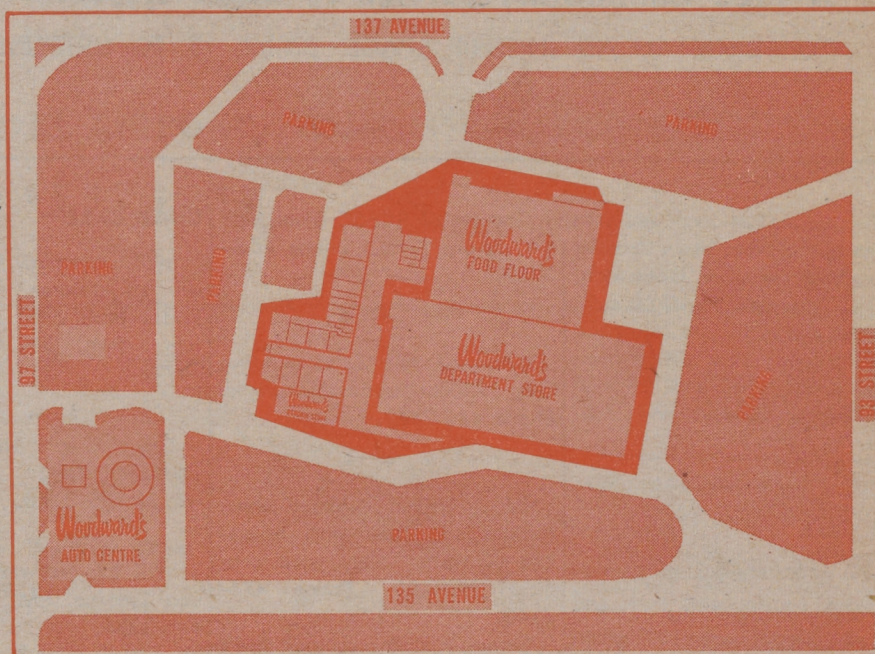 137 AVENUE
PARKING
PARKING
Woodward's
FOOD FLOOR
PARKING
PARKING
97 STREET
93 STREET
Woodward's
DEPARTMENT STORE
PARKING
Woodward's
Woodward's
AUTO CENTRE
PARKING
135 AVENUE